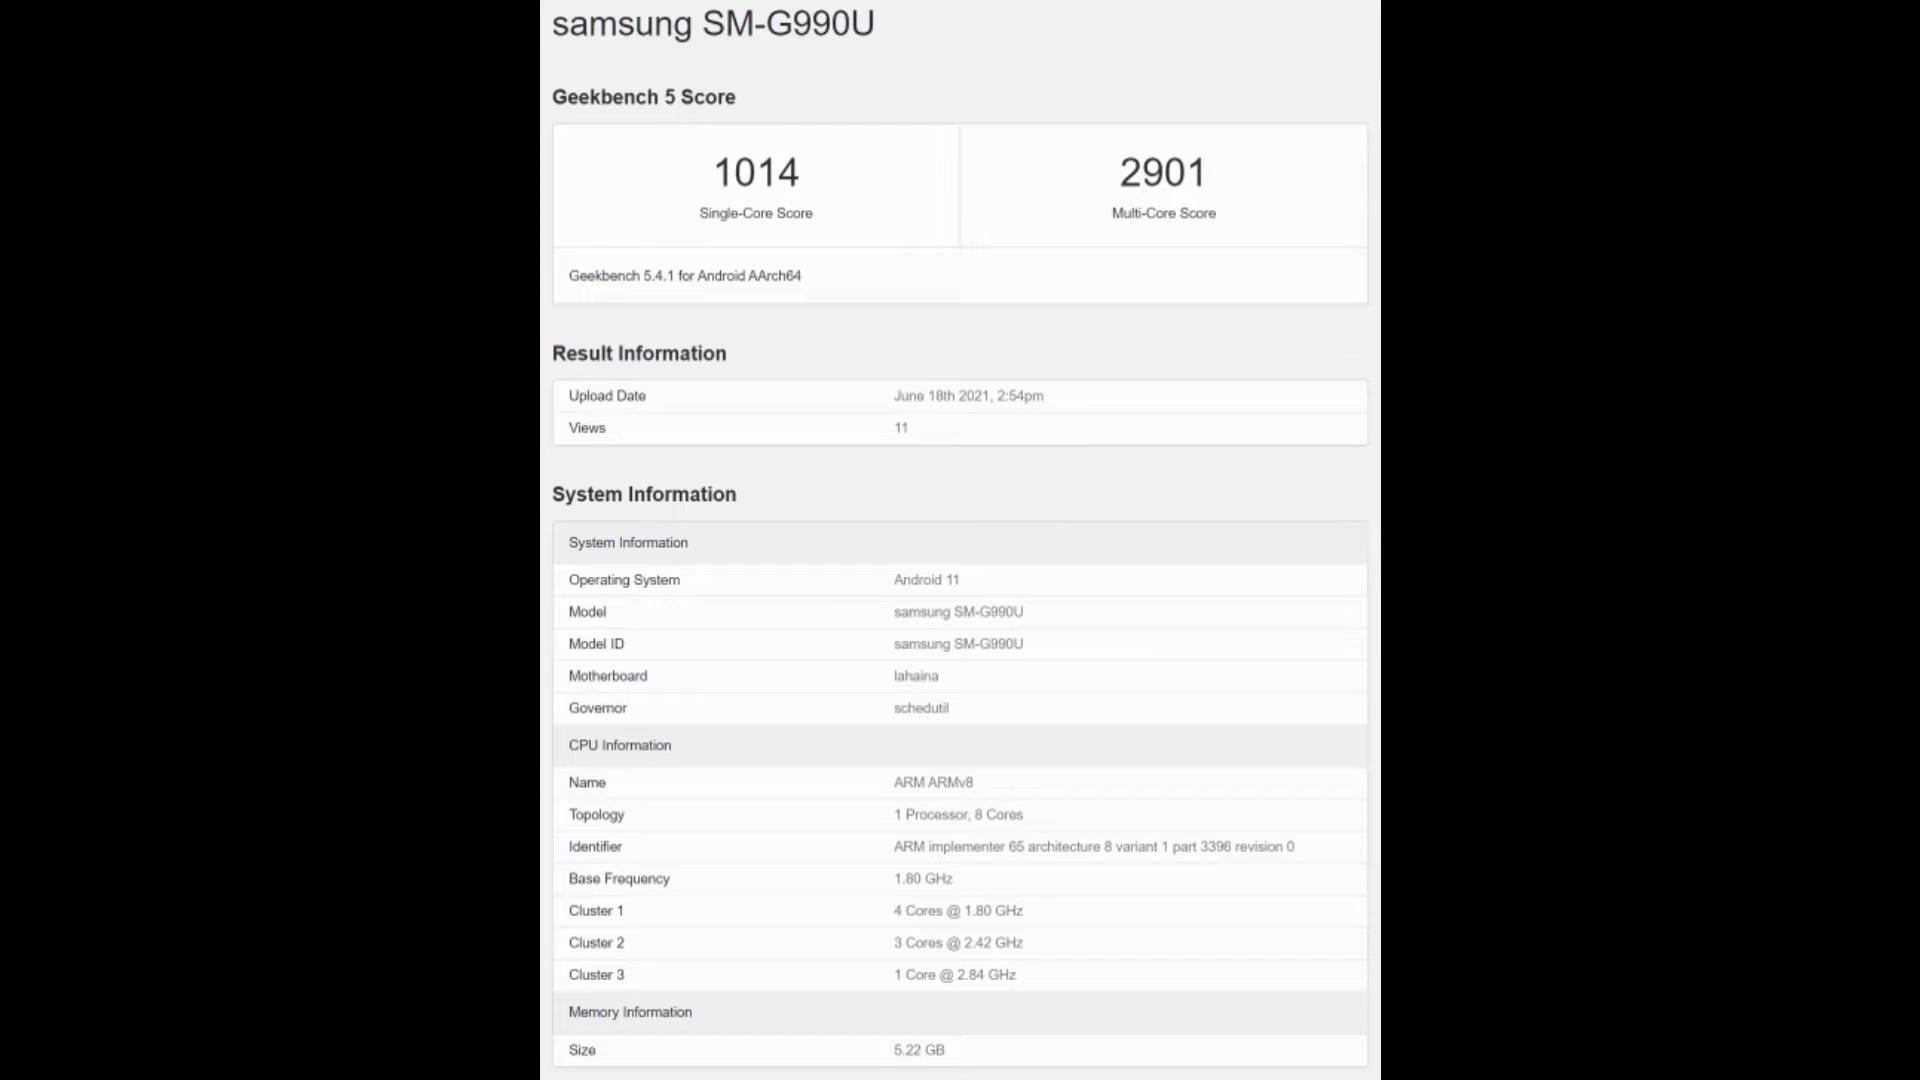 samsung SM-G990U
Geekbench 5 Score
1014 2901
Single-Core Score Multi-Core Score
Geekbench 5.4.1 for Android AArch64
Result Information
Upload Date June 18th 2021, 2:54pm
Views 11
System Information
System Information
Operating System Android 11
Model samsung SM-G990U
Model ID samsung SM-G990U
Motherboard lahaina
Governor schedutil
CPU Information
Name ARM ARMv8
Topology 1 Processor, 8 Cores
Identifier ARM implementer 65 architecture 8 variant 1 part 3396 revision 0
Base Frequency 1.80 GHz
Cluster 1 4 Cores @ 1.80 GHz
Cluster 2 3 Cores @ 2.42 GHz
Cluster 3 1 Core @ 2.84 GHz
Memory Information
Size 5.22 GB